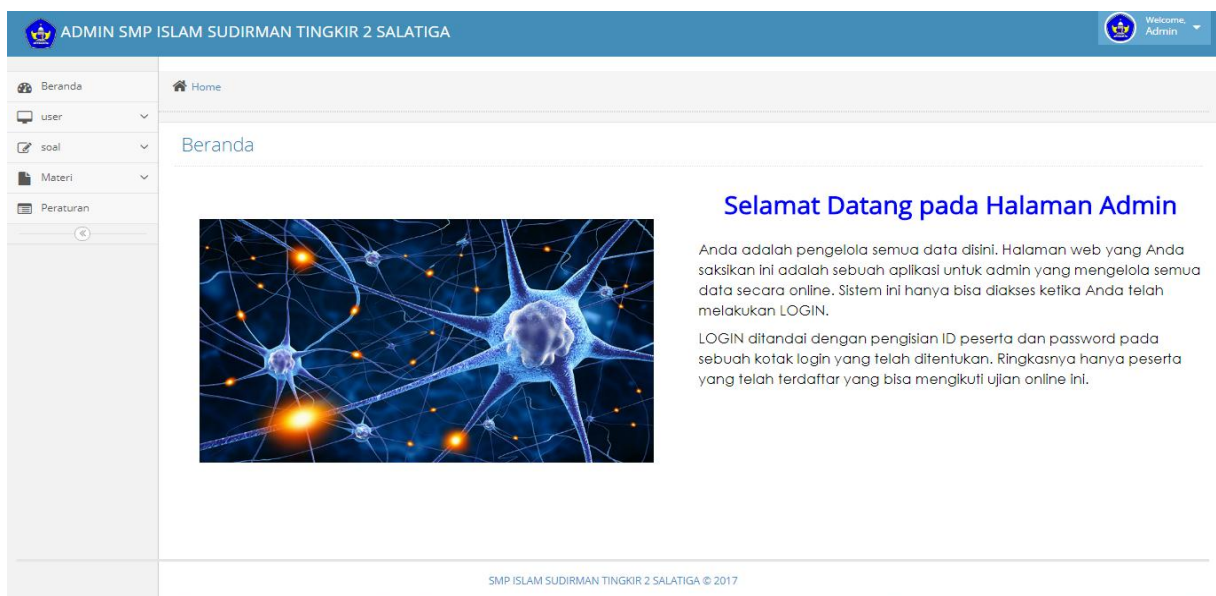 ADMIN SMP ISLAM SUDIRMAN TINGKIR 2 SALATIGA
Welcome,
Admin
Beranda
user
soal
Materi
Peraturan
Home
Beranda
Selamat Datang pada Halaman Admin
Anda adalah pengelola semua data disini. Halaman web yang Anda
saksikan ini adalah sebuah aplikasi untuk admin yang mengelola semua
data secara online. Sistem ini hanya bisa diakses ketika Anda telah
melakukan LOGIN.
LOGIN ditandai dengan pengisian ID peserta dan password pada
sebuah kotak login yang telah ditentukan. Ringkasnya hanya peserta
yang telah terdaftar yang bisa mengikuti ujian online ini.
SMP ISLAM SUDIRMAN TINGKIR 2 SALATIGA © 2017